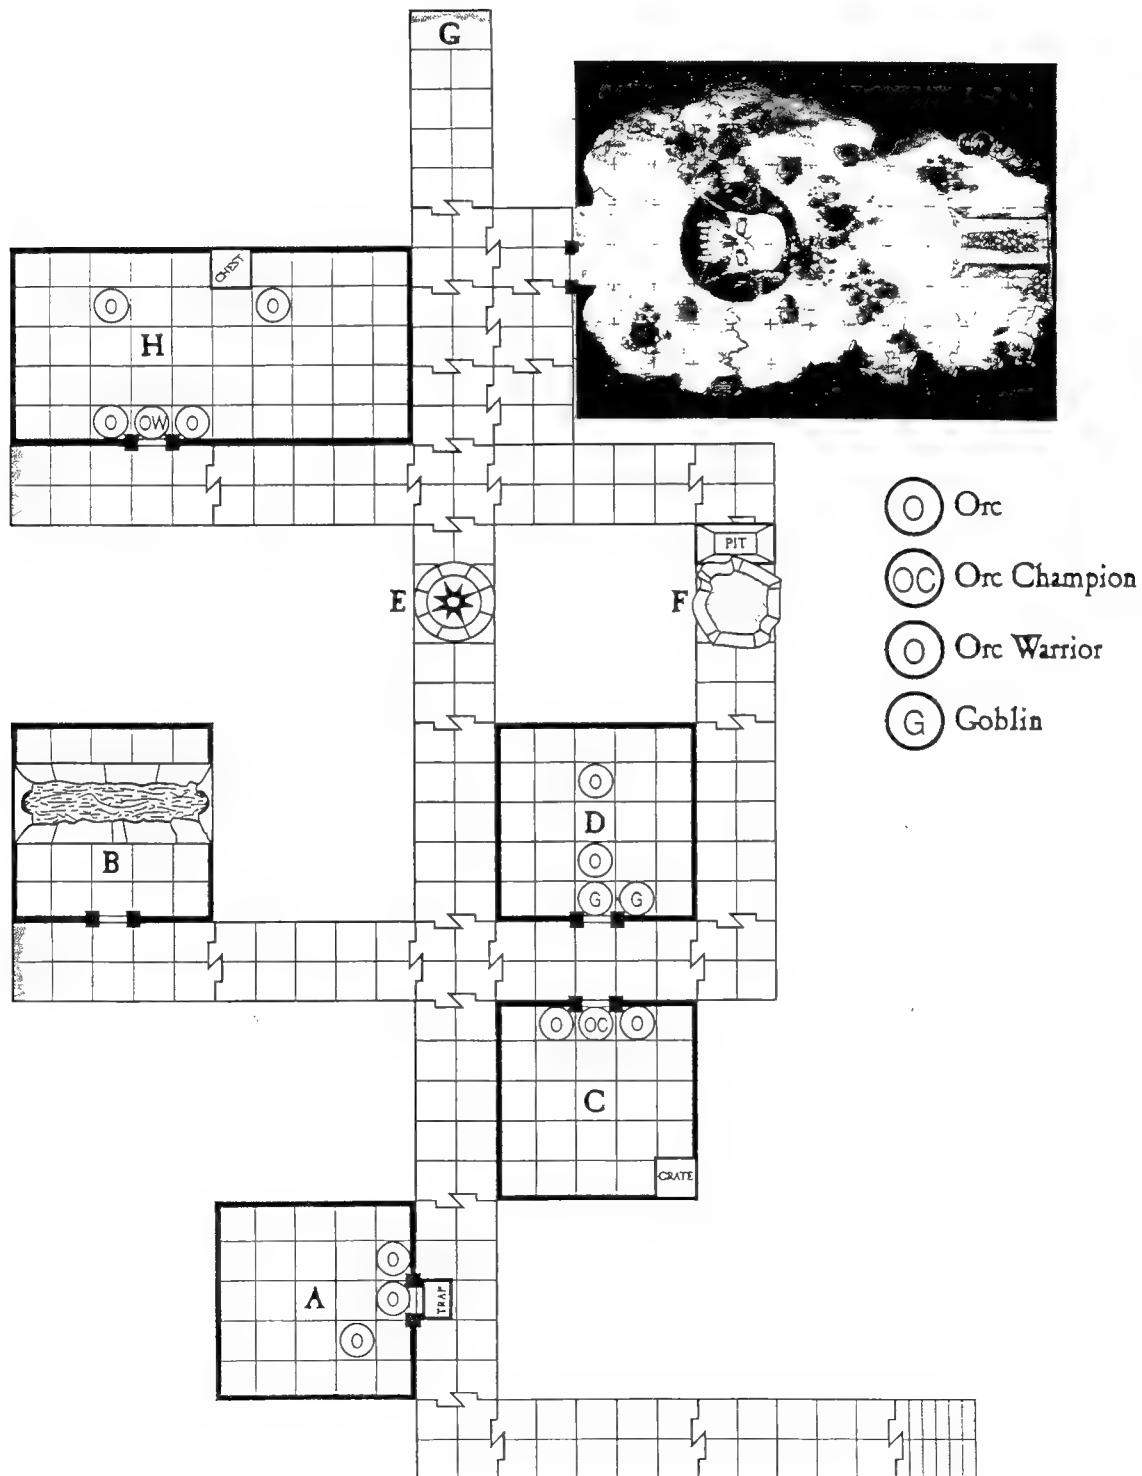 G
CHEST
O O
H
O OW O
O Orc
PIT
OC Orc Champion
E
F
O Orc Warrior
G Goblin
O
D
B
O
G G
O OC O
C
CRATE
O
A
O
TRAP
O